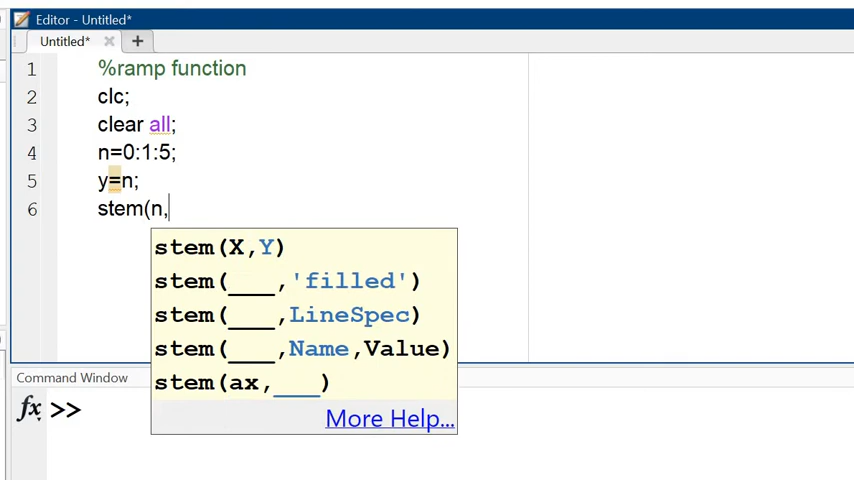 Editor - Untitled*
Untitled* × +
1 %ramp function
2 clc;
3 clear all;
4 n=0:1:5;
5 y=n;
6 stem(n,
stem(X,Y)
stem(___,'filled')
stem(___,LineSpec)
stem(___,Name,Value)
stem(ax,___)
More Help...
Command Window
fx >>